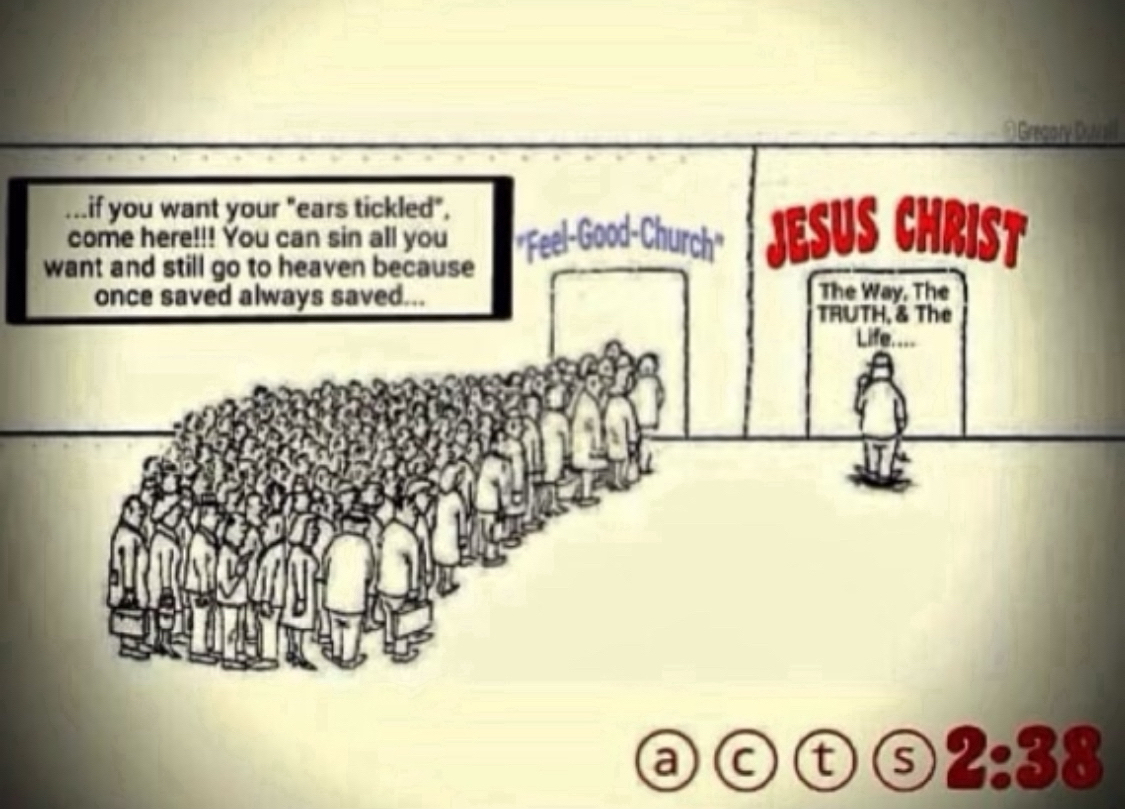 ©Gregory
...if you want your "ears tickled",
come here!!! You can sin all you
want and still go to heaven because
once saved always saved...
"Feel-Good-Church"
JESUS CHRIST
The Way, The
TRUTH, & The
Life....
acts 2:38